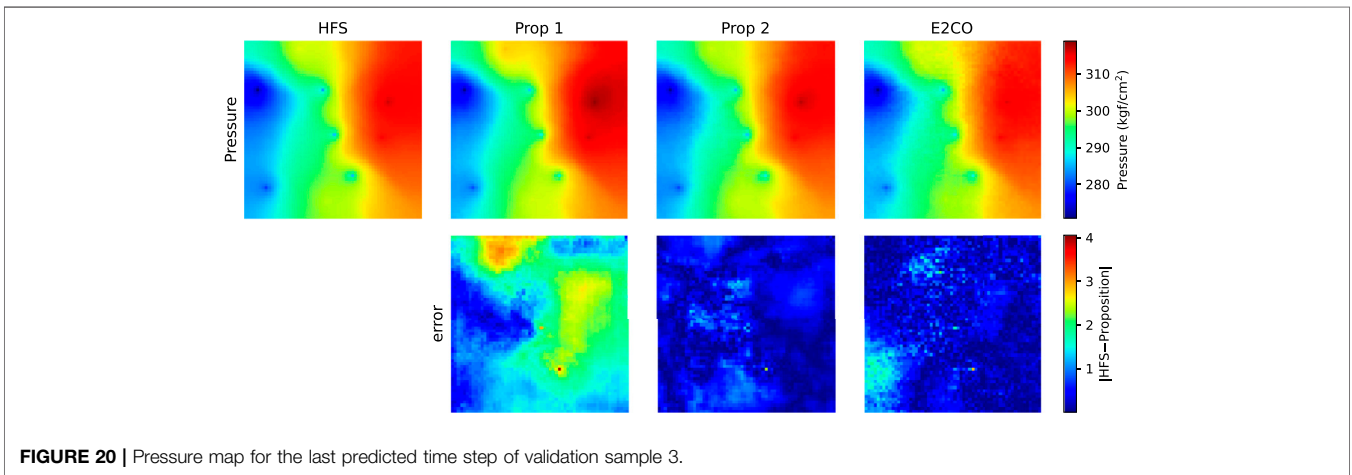 HFS
Prop 1
Prop 2
E2CO
Pressure
310
300
290
280
Pressure (kgf/cm²)
error
4
3
2
1
|HFS−Proposition|
FIGURE 20 | Pressure map for the last predicted time step of validation sample 3.